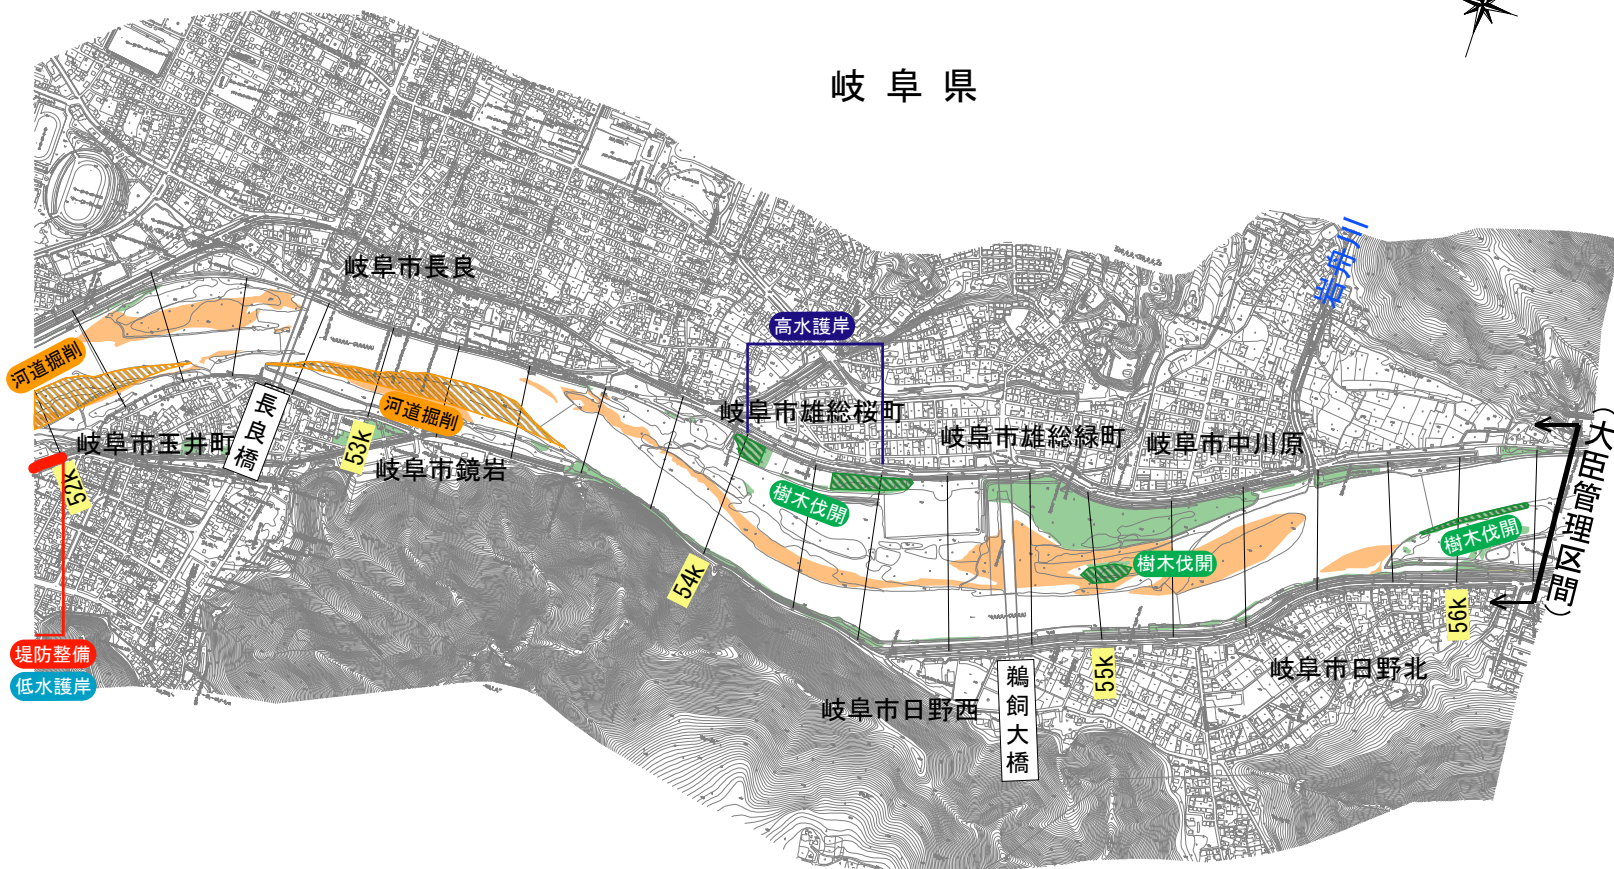 岐阜県
岩舟川
岐阜市長良
高水護岸
河道掘削
河道掘削
岐阜市雄総桜町
岐阜市雄総緑町
岐阜市中川原
(大臣管理区間)
岐阜市玉井町
長良橋
53k
岐阜市鏡岩
52k
樹木伐開
樹木伐開
樹木伐開
54k
55k
56k
堤防整備
低水護岸
岐阜市日野西
鵜飼大橋
岐阜市日野北